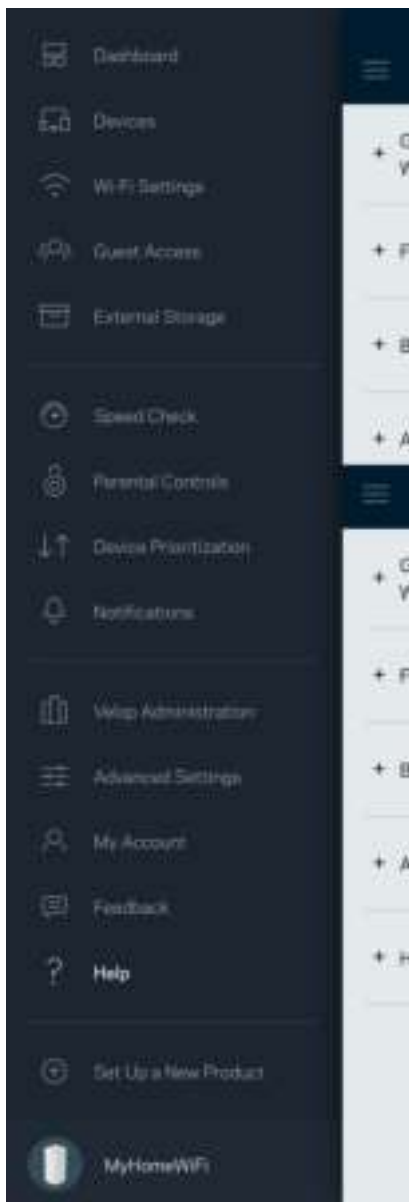 Dashboard
Devices
Wi-Fi Settings
Guest Access
External Storage
Speed Check
Parental Controls
Device Prioritization
Notifications
Velop Administration
Advanced Settings
My Account
Feedback
? Help
Set Up a New Product
MyHomeWiFi
+ G
W
+ F
+ B
+ A
+ G
W
+ F
+ B
+ A
+ H